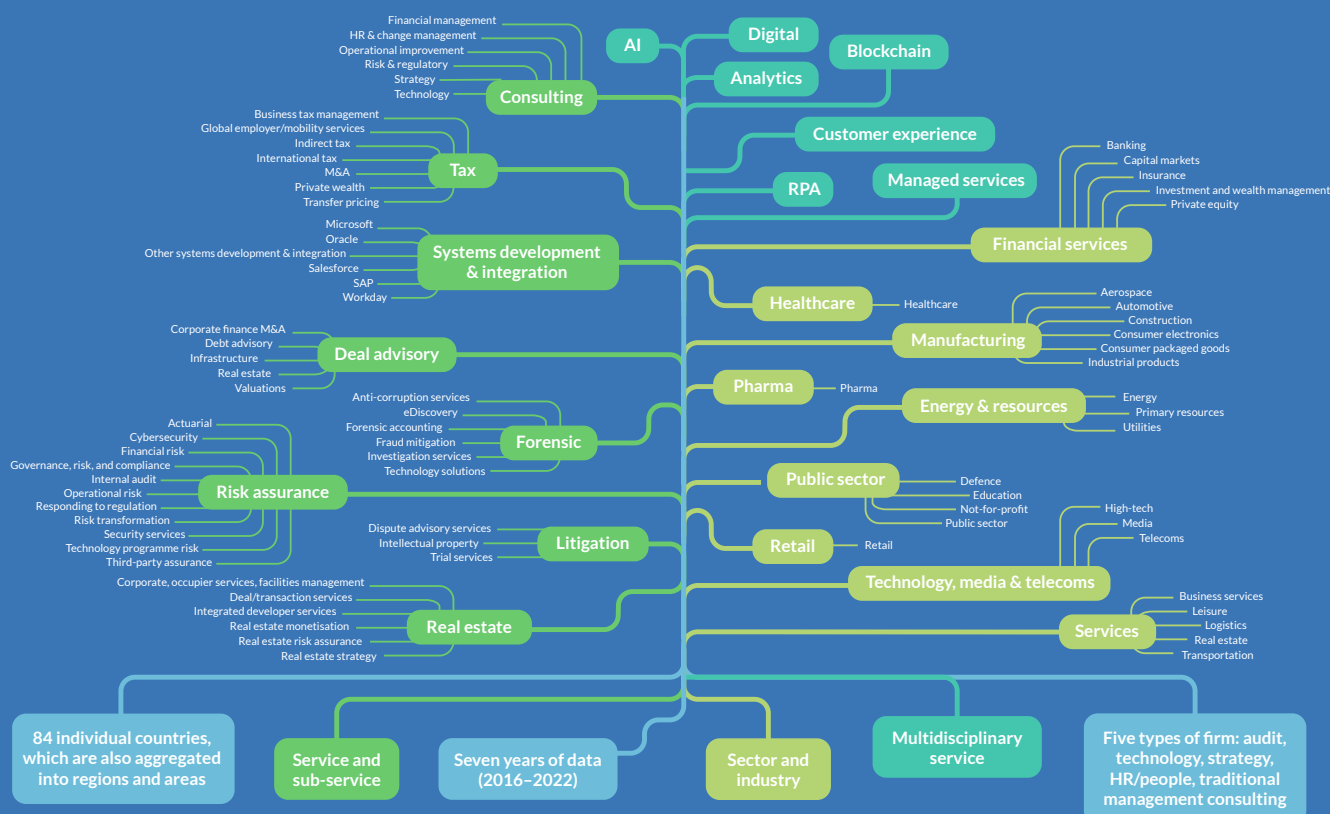 Financial management
HR & change management
Operational improvement
Risk & regulatory
Strategy
Technology
Consulting
Business tax management
Global employer/mobility services
Indirect tax
International tax
M&A
Private wealth
Transfer pricing
Tax
Microsoft
Oracle
Other systems development & integration
Salesforce
SAP
Workday
Systems development
& integration
Corporate finance M&A
Debt advisory
Infrastructure
Real estate
Valuations
Deal advisory
Anti-corruption services
eDiscovery
Forensic accounting
Fraud mitigation
Investigation services
Technology solutions
Forensic
Actuarial
Cybersecurity
Financial risk
Governance, risk, and compliance
Internal audit
Operational risk
Responding to regulation
Risk transformation
Security services
Technology programme risk
Third-party assurance
Risk assurance
Dispute advisory services
Intellectual property
Trial services
Litigation
Corporate, occupier services, facilities management
Deal/transaction services
Integrated developer services
Real estate monetisation
Real estate risk assurance
Real estate strategy
Real estate
AI
Digital
Blockchain
Analytics
Customer experience
RPA
Managed services
Banking
Capital markets
Insurance
Investment and wealth management
Private equity
Financial services
Healthcare
Healthcare
Aerospace
Automotive
Construction
Consumer electronics
Consumer packaged goods
Industrial products
Manufacturing
Pharma
Pharma
Energy & resources
Energy
Primary resources
Utilities
Public sector
Defence
Education
Not-for-profit
Public sector
Retail
Retail
High-tech
Media
Telecoms
Technology, media & telecoms
Business services
Leisure
Logistics
Real estate
Transportation
Services
84 individual countries,
which are also aggregated
into regions and areas
Service and
sub-service
Seven years of data
(2016–2022)
Sector and
industry
Multidisciplinary
service
Five types of firm: audit,
technology, strategy,
HR/people, traditional
management consulting